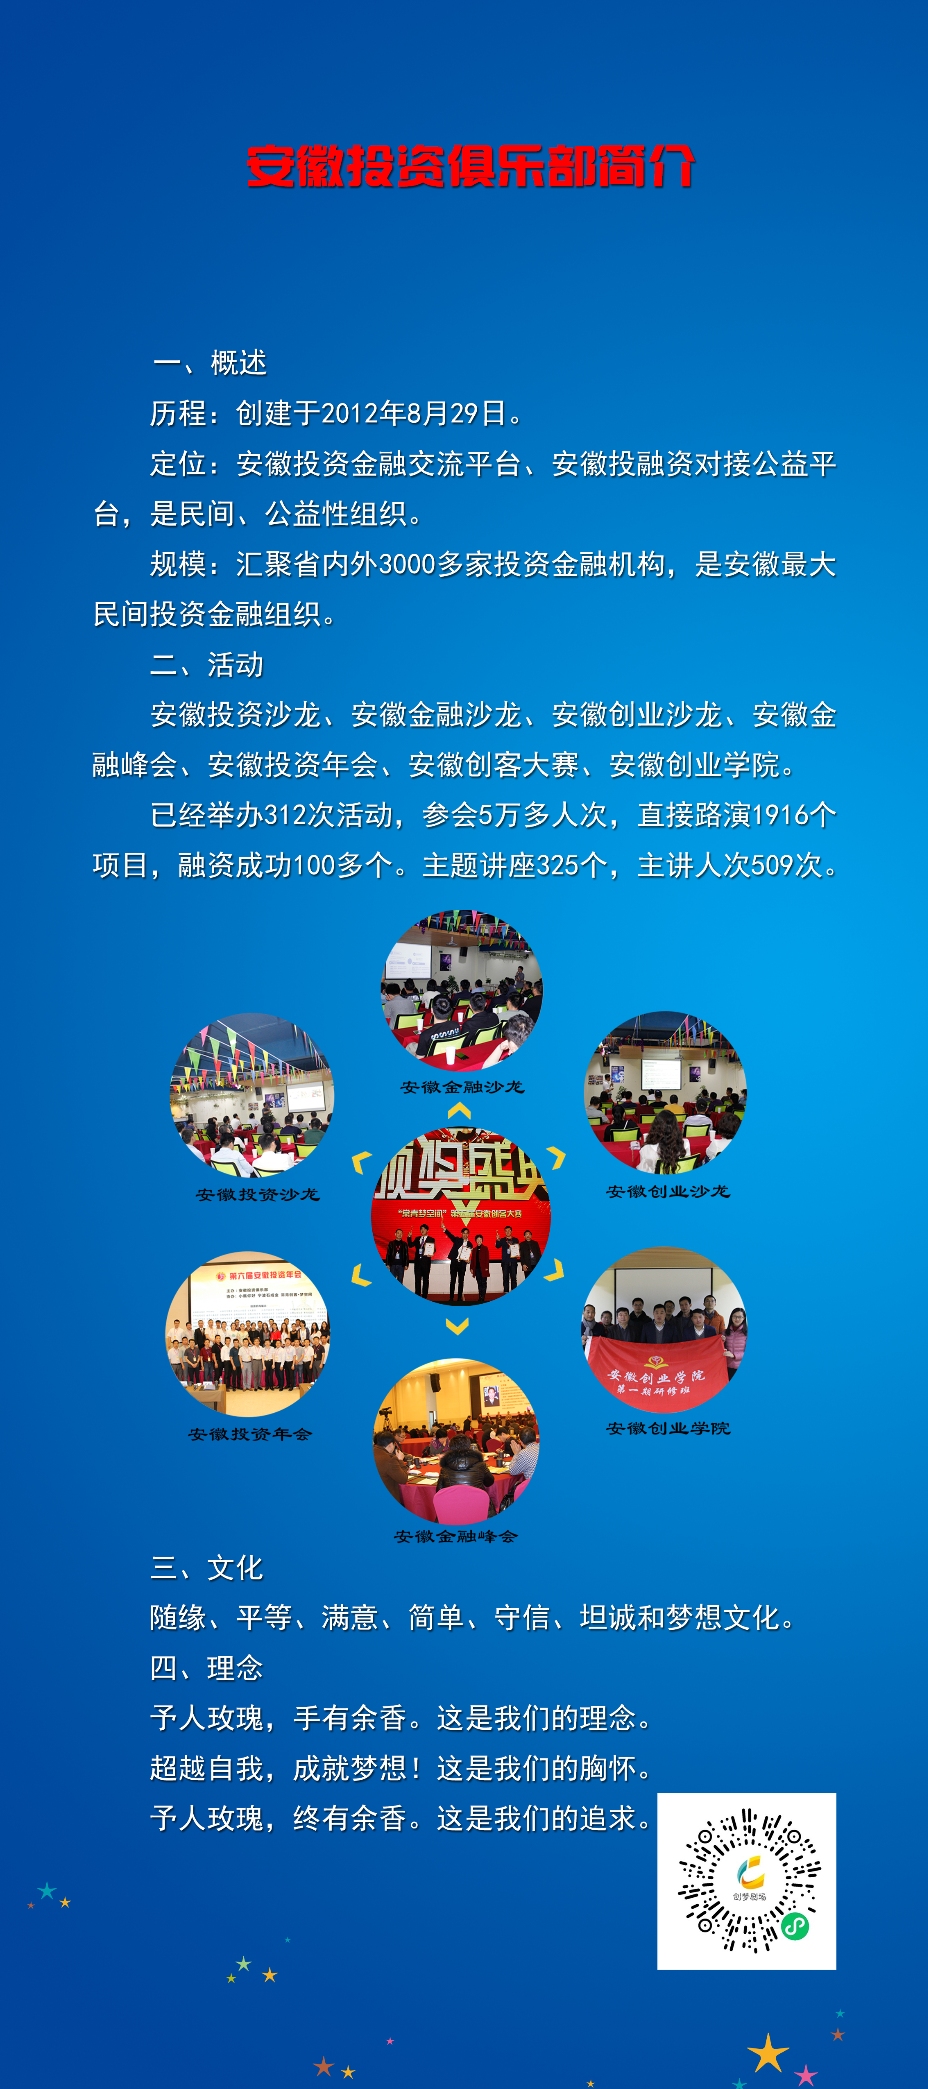 安徽投资俱乐部简介
一、概述
历程：创建于2012年8月29日。
定位：安徽投资金融交流平台、安徽投融资对接公益平
台，是民间、公益性组织。
规模：汇聚省内外3000多家投资金融机构，是安徽最大
民间投资金融组织。
二、活动
安徽投资沙龙、安徽金融沙龙、安徽创业沙龙、安徽金
融峰会、安徽投资年会、安徽创客大赛、安徽创业学院。
已经举办312次活动，参会5万多人次，直接路演1916个
项目，融资成功100多个。主题讲座325个，主讲人次509次。
安徽金融沙龙
安徽投资沙龙
安徽创业沙龙
颁奖盛典
第六届安徽投资年会
安徽创业学院
第一期研修班
安徽投资年会
安徽创业学院
安徽金融峰会
三、文化
随缘、平等、满意、简单、守信、坦诚和梦想文化。
四、理念
予人玫瑰，手有余香。这是我们的理念。
超越自我，成就梦想！这是我们的胸怀。
予人玫瑰，终有余香。这是我们的追求。
创梦剧场